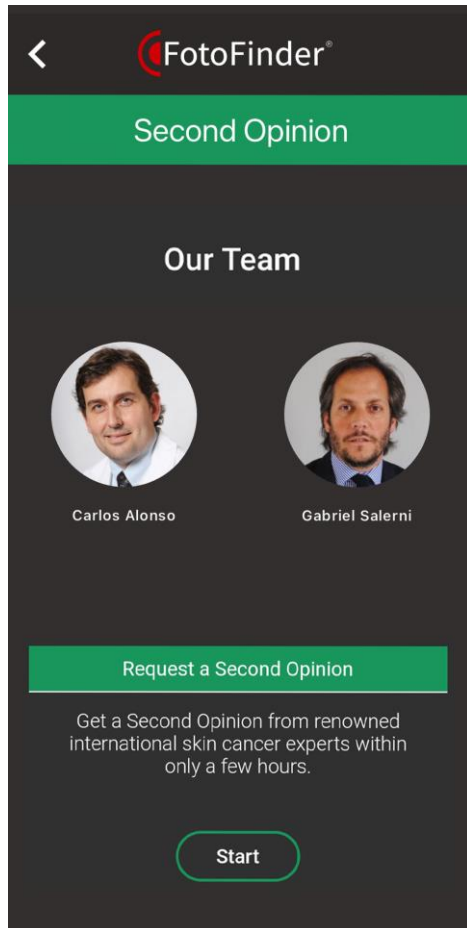 FotoFinder®
Second Opinion
Our Team
Carlos Alonso
Gabriel Salerni
Request a Second Opinion
Get a Second Opinion from renowned
international skin cancer experts within
only a few hours.
Start